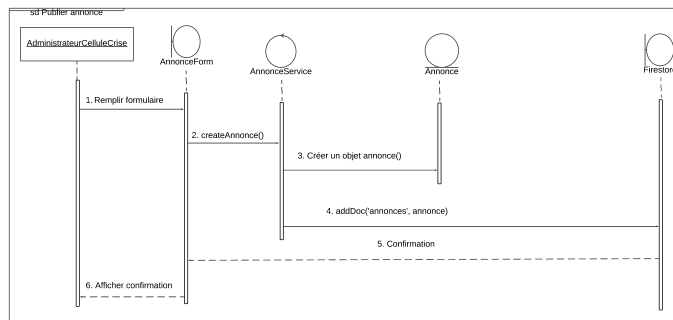 sd Publier annonce
AdministrateurCelluleCrise
AnnonceForm
AnnonceService
Annonce
Firestore
1. Remplir formulaire
2. createAnnonce()
3. Créer un objet annonce()
4. addDoc('annonces', annonce)
5. Confirmation
6. Afficher confirmation